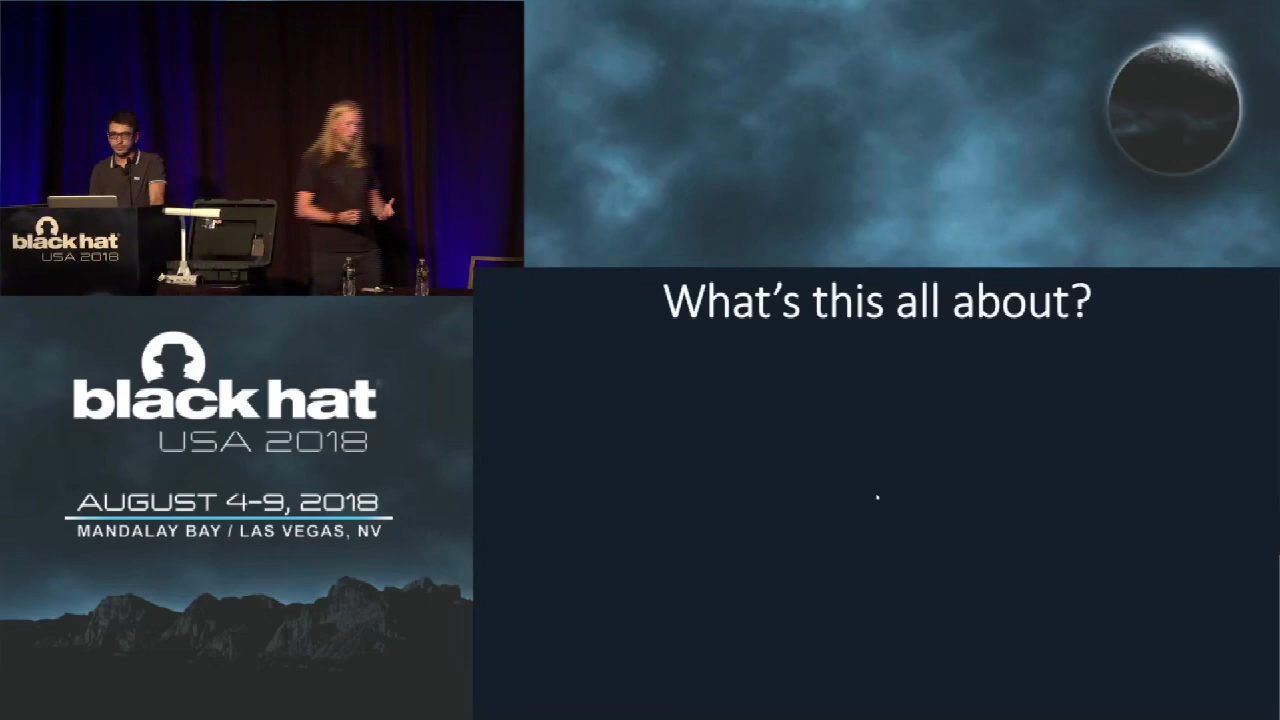 black hat
USA 2018
What's this all about?
black hat
USA 2018
AUGUST 4-9, 2018
MANDALAY BAY / LAS VEGAS, NV